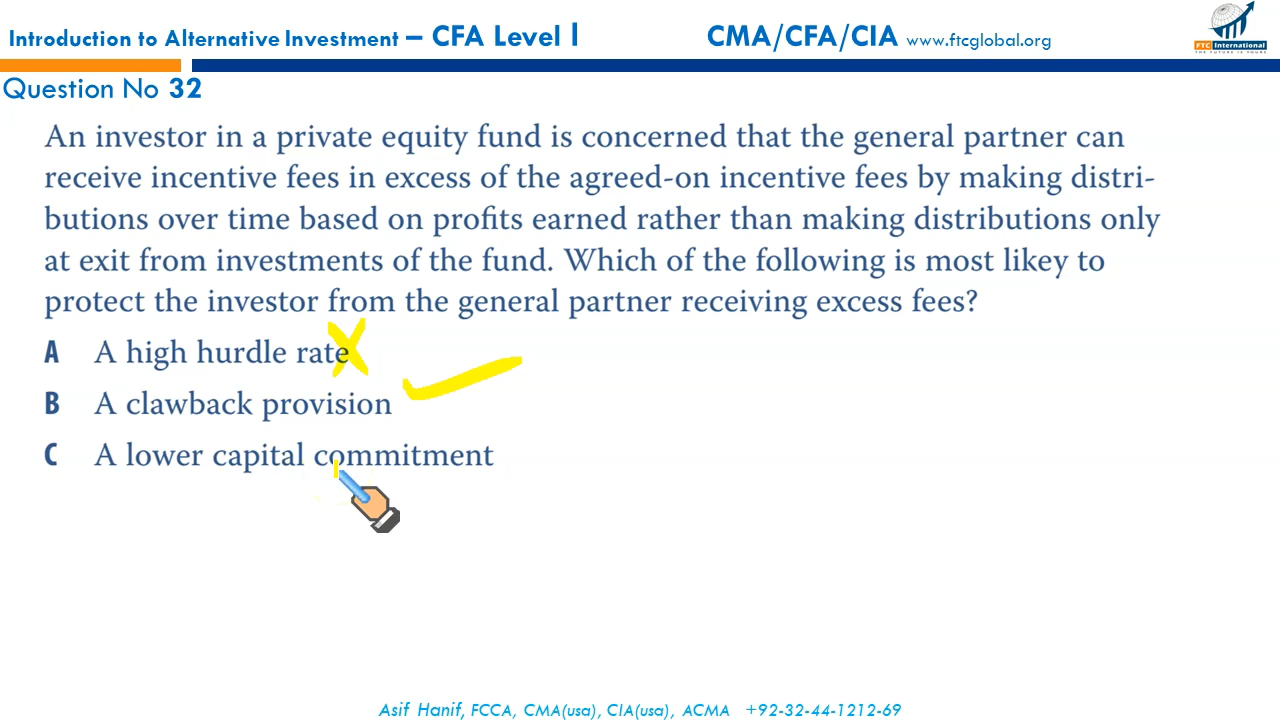 Introduction to Alternative Investment – CFA Level I CMA/CFA/CIA www.ftcglobal.org
FTC International
THE FUTURE IS YOURS
Question No 32
An investor in a private equity fund is concerned that the general partner can
receive incentive fees in excess of the agreed-on incentive fees by making distri-
butions over time based on profits earned rather than making distributions only
at exit from investments of the fund. Which of the following is most likely to
protect the investor from the general partner receiving excess fees?
A A high hurdle rate
B A clawback provision
C A lower capital commitment
Asif Hanif, FCCA, CMA(usa), CIA(usa), ACMA +92-32-44-1212-69